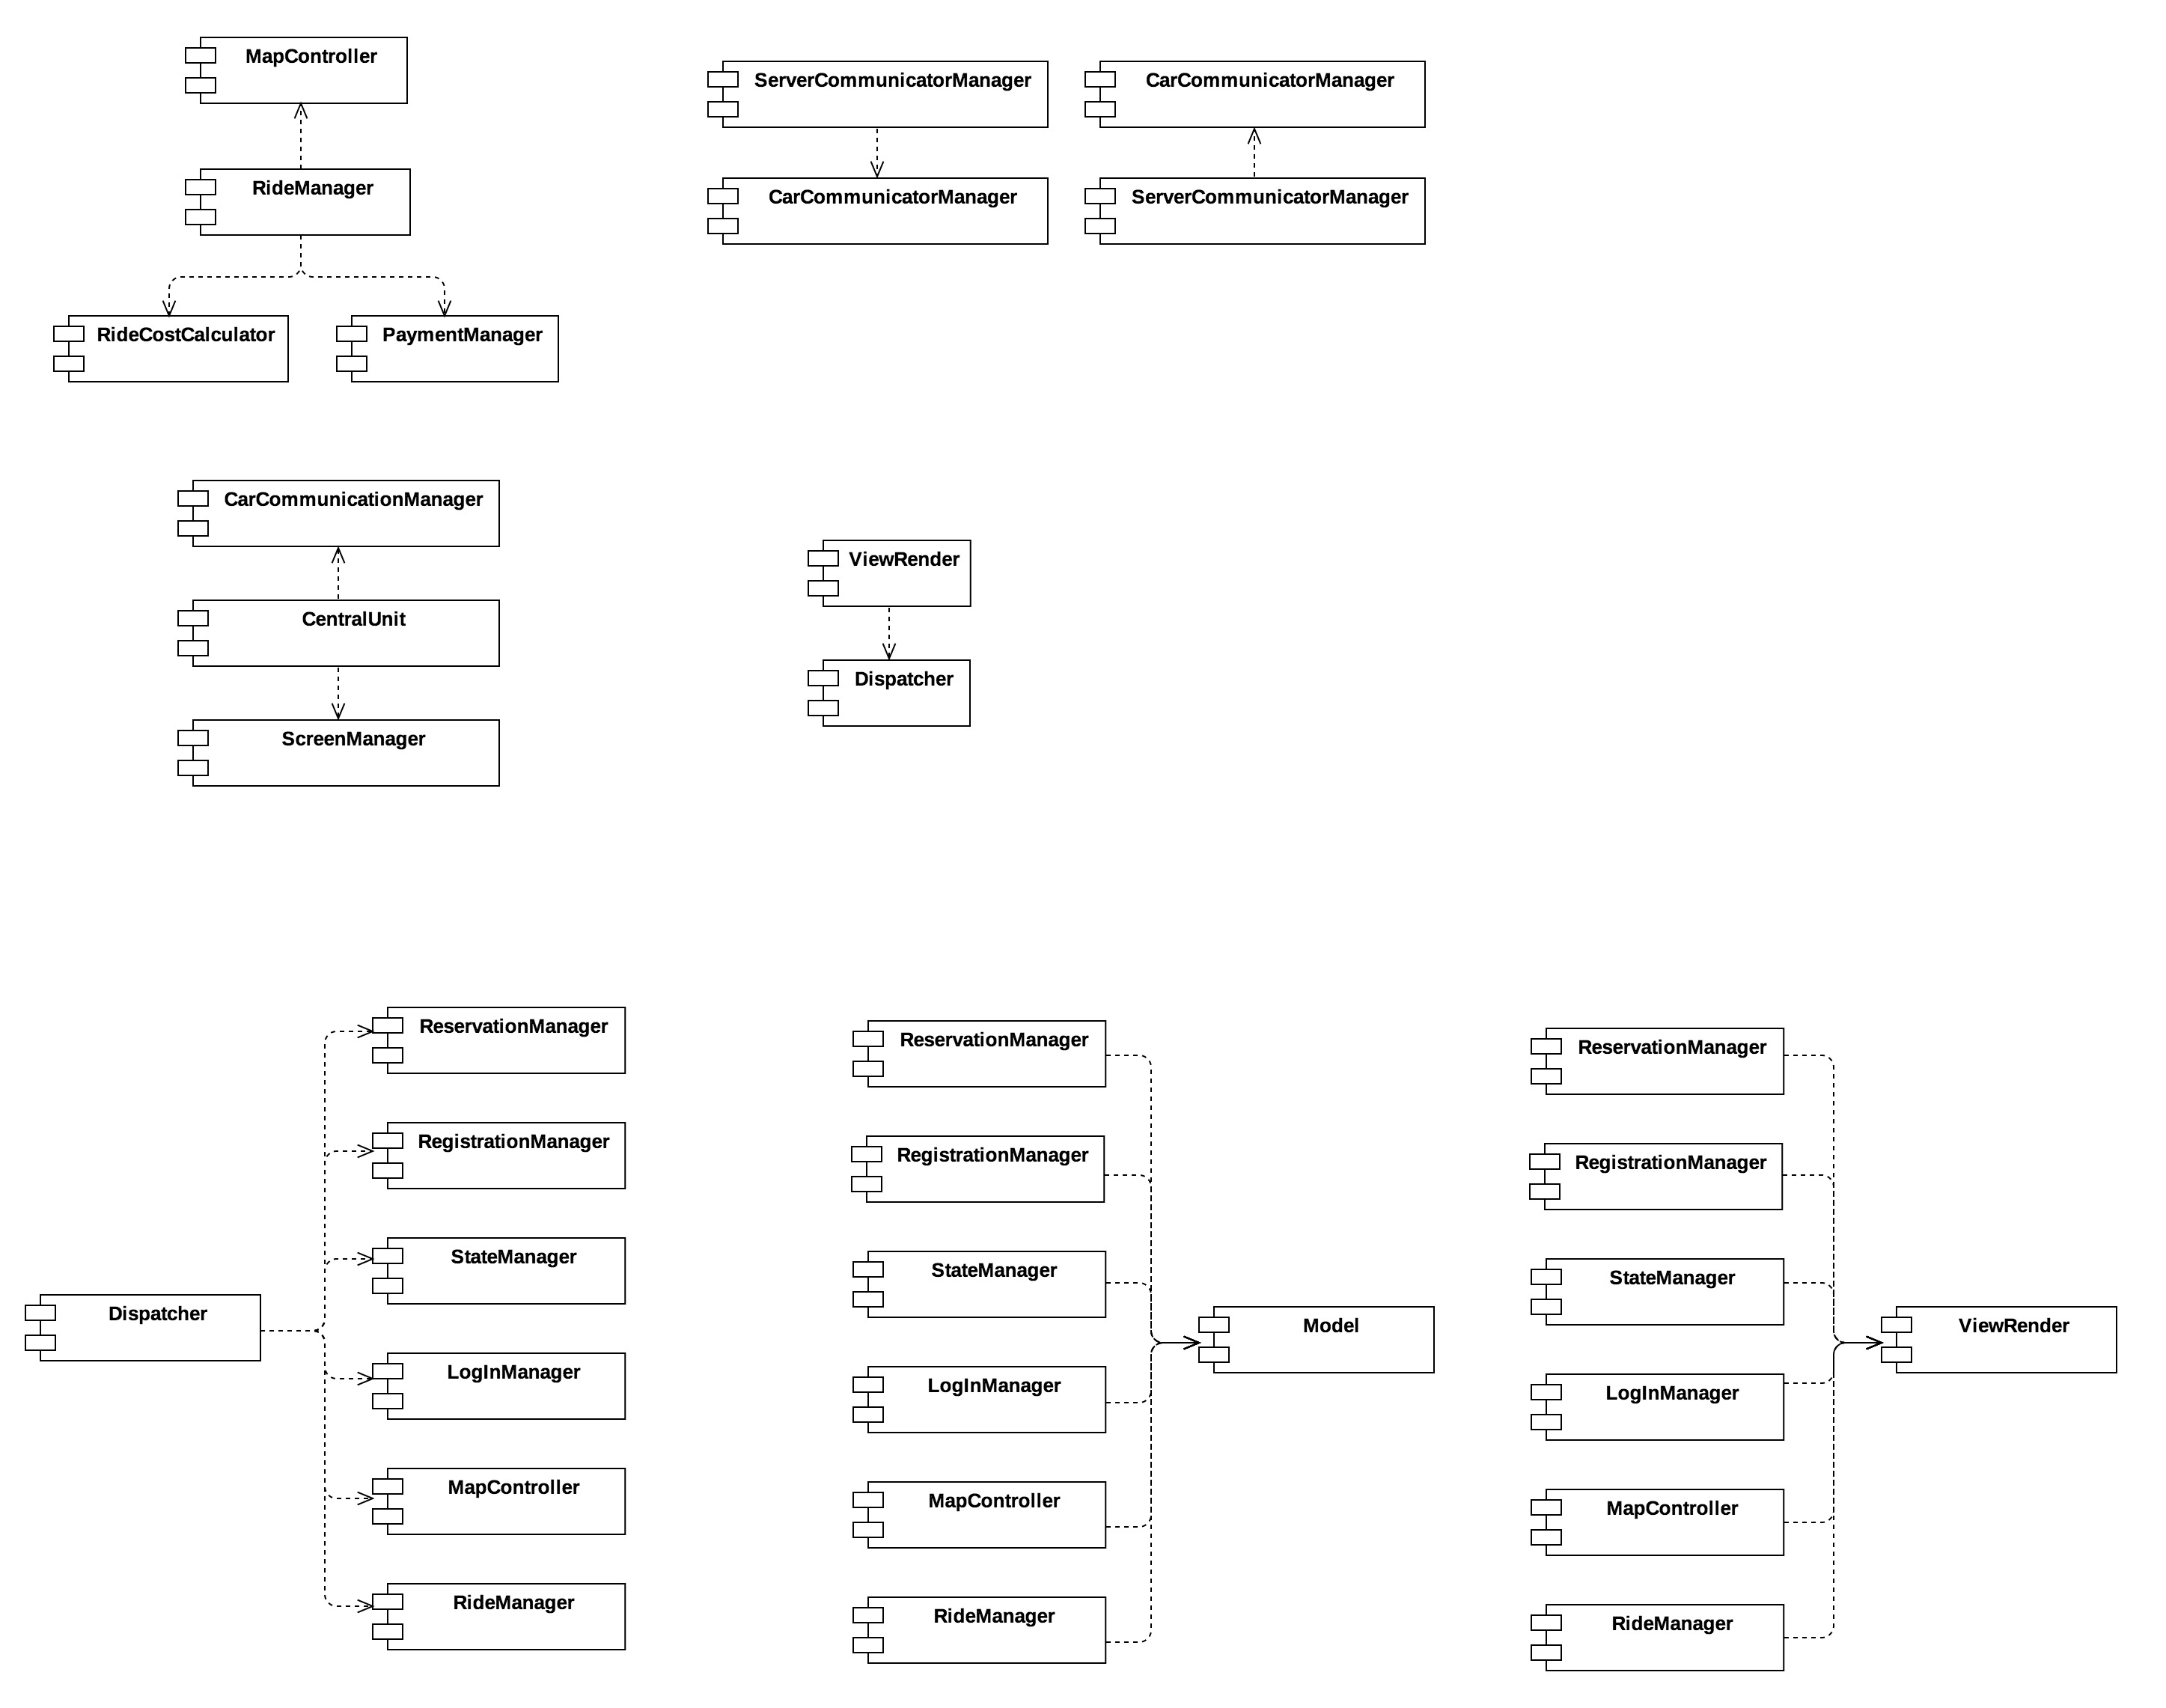 MapController
RideManager
RideCostCalculator
PaymentManager
ServerCommunicatorManager
CarCommunicatorManager
CarCommunicatorManager
ServerCommunicatorManager
CarCommunicationManager
CentralUnit
ScreenManager
ViewRender
Dispatcher
Dispatcher
ReservationManager
RegistrationManager
StateManager
LogInManager
MapController
RideManager
ReservationManager
RegistrationManager
StateManager
LogInManager
MapController
RideManager
Model
ReservationManager
RegistrationManager
StateManager
LogInManager
MapController
RideManager
ViewRender